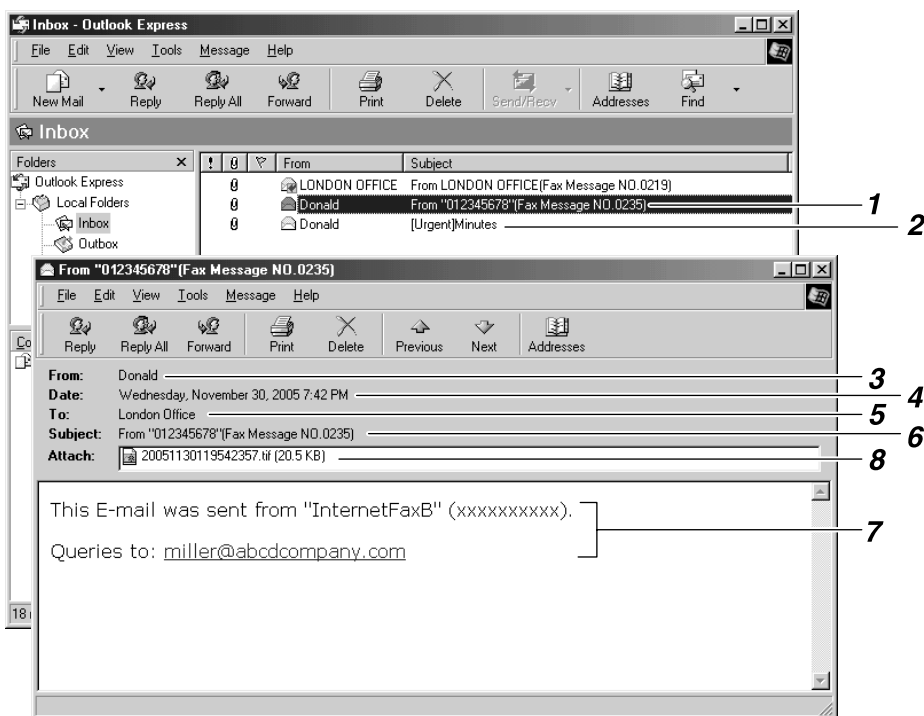 Inbox - Outlook Express
File Edit View Tools Message Help
New Mail Reply Reply All Forward Print Delete Send/Recv Addresses Find
Inbox
Folders
! From Subject
Outlook Express
LONDON OFFICE From LONDON OFFICE(Fax Message NO.0219)
Local Folders
Donald From "012345678"(Fax Message NO.0235) 1
Inbox
Donald [Urgent]Minutes 2
Outbox
From "012345678"(Fax Message NO.0235)
File Edit View Tools Message Help
Reply Reply All Forward Print Delete Previous Next Addresses
Co
From: Donald 3
Date: Wednesday, November 30, 2005 7:42 PM 4
To: London Office 5
Subject: From "012345678"(Fax Message NO.0235) 6
Attach: 20051130119542357.tif (20.5 KB) 8
This E-mail was sent from "InternetFaxB" (xxxxxxxxxx).
7
Queries to: miller@abcdcompany.com
18